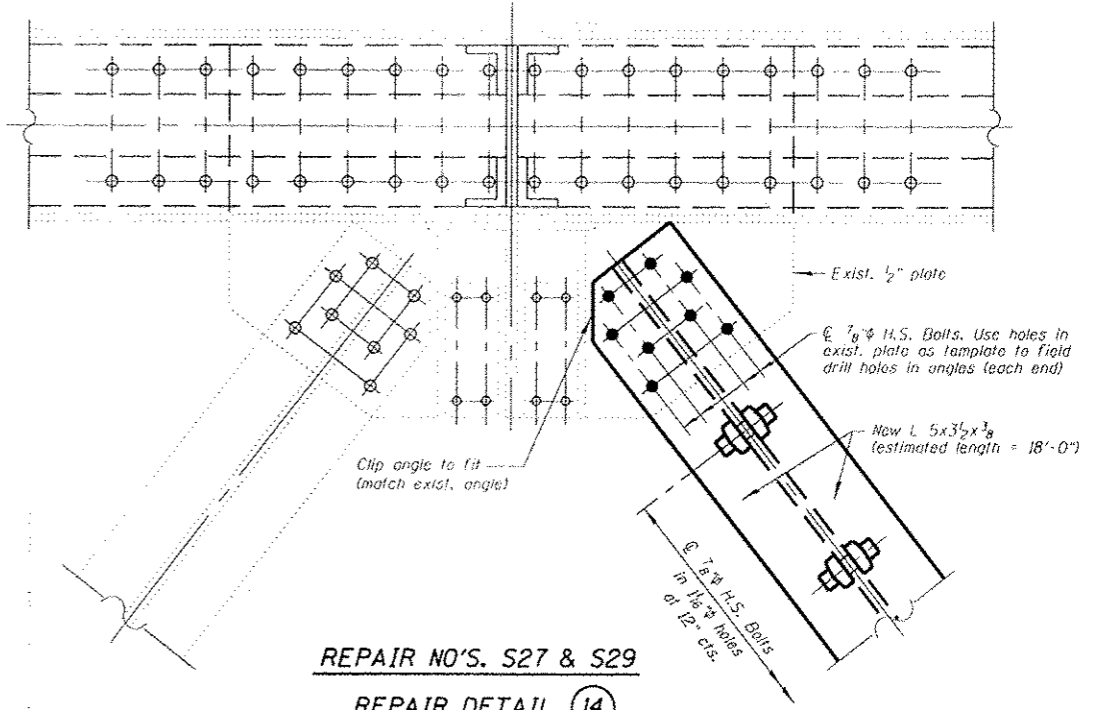 Exist. ½" plate
℄ ⅞"φ H.S. Bolts. Use holes in
exist. plate as template to field
drill holes in angles (each end)
New L 5x3½x⅜
(estimated length = 18'-0")
Clip angle to fit
(match exist. angle)
℄ ⅞"φ H.S. Bolts
in 1 1/16"φ holes
at 12" cts.
REPAIR NO'S. S27 & S29
REPAIR DETAIL 14